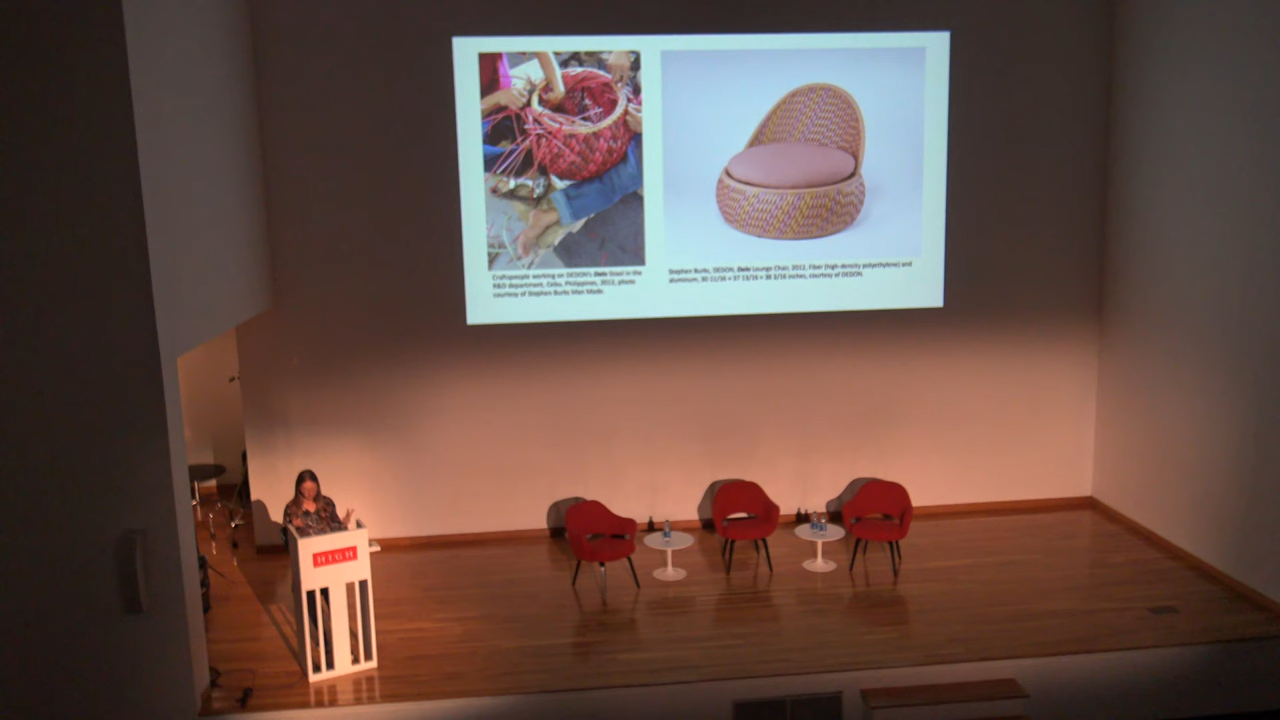 Craftspeople working on DEDON's Dala Stool in the
R&D department, Cebu, Philippines, 2012, photo
courtesy of Stephen Burks Man Made.
Stephen Burks, DEDON, Dala Lounge Chair, 2012, Fiber (high-density polyethylene) and
aluminum, 30 11/16 × 37 13/16 × 38 3/16 inches, courtesy of DEDON.
HIGH